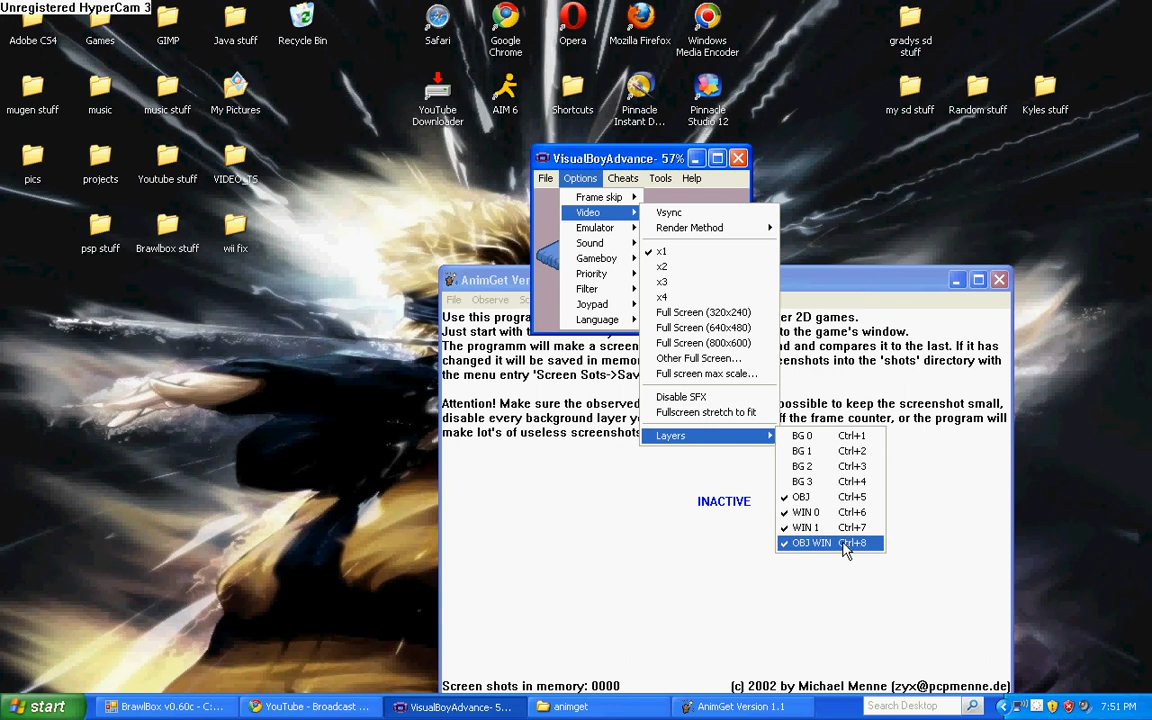 Unregistered HyperCam 3
Adobe CS4
Games
GIMP
Java stuff
Recycle Bin
Safari
Google Chrome
Opera
Mozilla Firefox
Windows Media Encoder
gradys sd stuff
mugen stuff
music
music stuff
My Pictures
YouTube Downloader
AIM 6
Shortcuts
Pinnacle Instant D...
Pinnacle Studio 12
my sd stuff
Random stuff
Kyles stuff
pics
projects
Youtube stuff
VIDEO_TS
psp stuff
Brawlbox stuff
wii fix
VisualBoyAdvance- 57%
File Options Cheats Tools Help
Frame skip
Video
Emulator
Sound
Gameboy
Priority
Filter
Joypad
Language
Vsync
Render Method
x1
x2
x3
x4
Full Screen (320x240)
Full Screen (640x480)
Full Screen (800x600)
Other Full Screen...
Full screen max scale...
Disable SFX
Fullscreen stretch to fit
Layers
BG 0 Ctrl+1
BG 1 Ctrl+2
BG 2 Ctrl+3
BG 3 Ctrl+4
OBJ Ctrl+5
WIN 0 Ctrl+6
WIN 1 Ctrl+7
OBJ WIN Ctrl+8
AnimGet Ver
File Observe
Use this progra er 2D games.
Just start with to the game's window.
The programm will make a screen and compares it to the last. If it has
changed it will be saved in memor enshots into the 'shots' directory with
the menu entry 'Screen Sots->Sav
Attention! Make sure the observed ossible to keep the screenshot small,
disable every background layer y ff the frame counter, or the program will
make lot's of useless screenshots
INACTIVE
Screen shots in memory: 0000 (c) 2002 by Michael Menne (zyx@pcpmenne.de)
start
BrawlBox v0.60c - C:...
YouTube - Broadcast ...
VisualBoyAdvance- 5...
animget
AnimGet Version 1.1
Search Desktop
7:51 PM